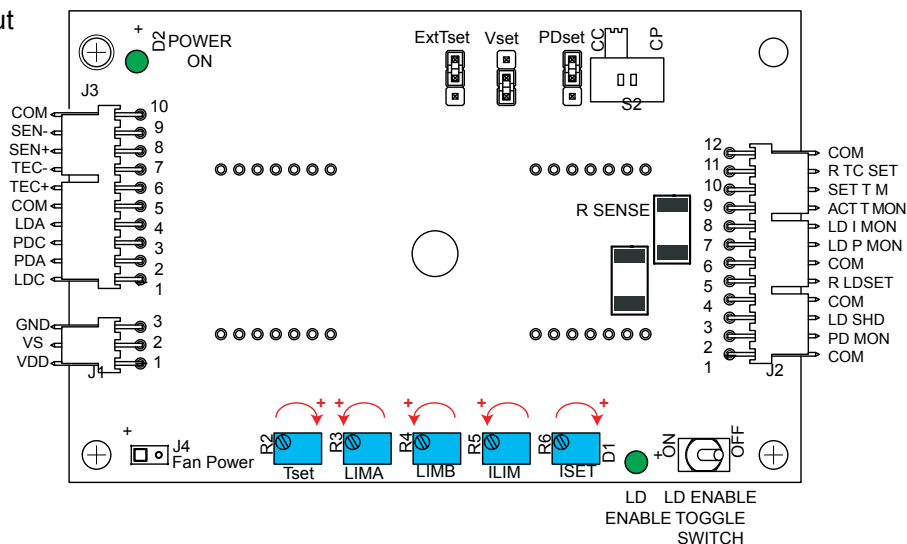 ut
+
D2
POWER
ON
ExtTset
Vset
PDset
CC
CP
S2
J3
COM
SEN-
SEN+
TEC-
TEC+
COM
LDA
PDC
PDA
LDC
10
9
8
7
6
5
4
3
2
1
GND
VS
VDD
3
2
1
J1
R SENSE
12
11
10
9
8
7
6
5
4
3
2
1
COM
R TC SET
SET T M
ACT T MON
LD I MON
LD P MON
COM
R LDSET
COM
LD SHD
PD MON
COM
J2
+
J4
Fan Power
+
R2
Tset
+
R3
LIMA
+
R4
LIMB
+
R5
ILIM
+
R6
ISET
D1
+
ON
OFF
LD
ENABLE
LD ENABLE
TOGGLE
SWITCH